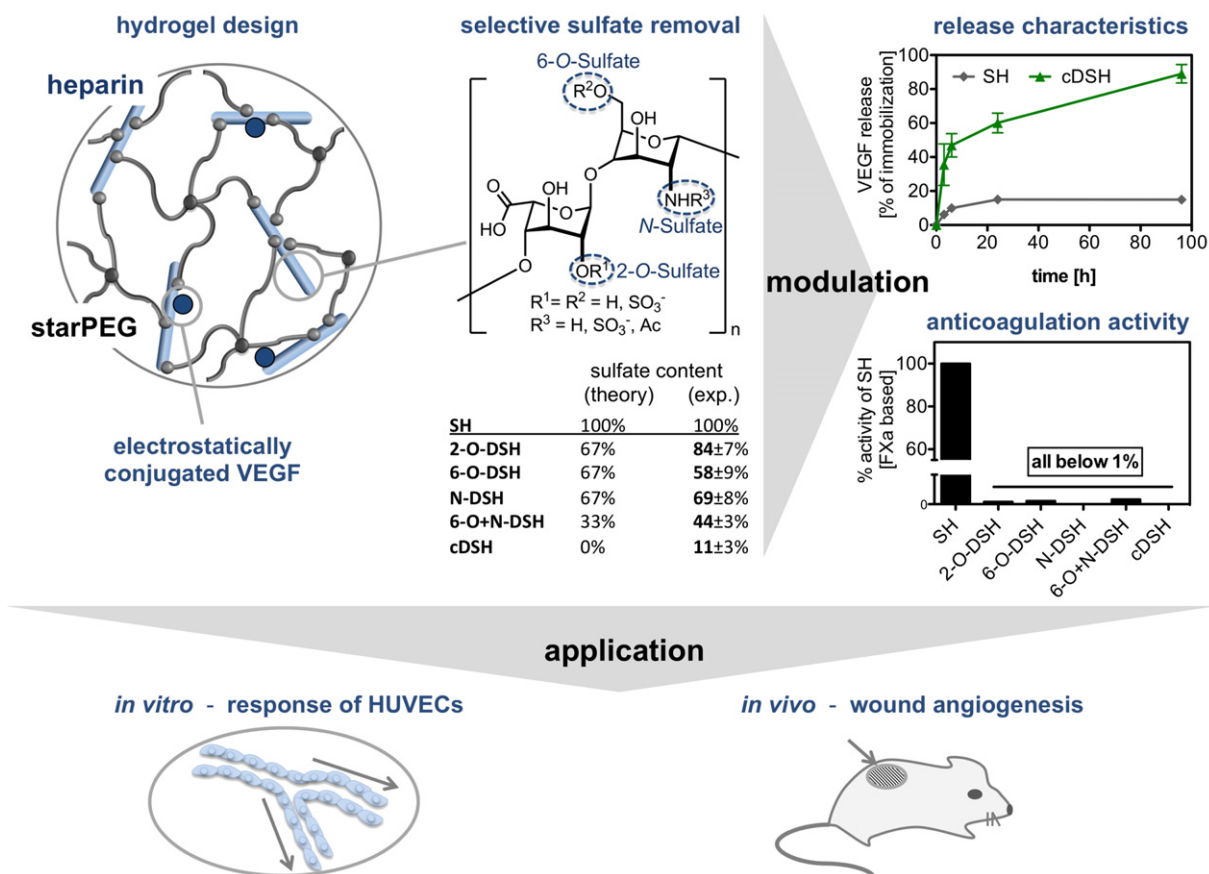 hydrogel design
heparin
starPEG
electrostatically
conjugated VEGF
selective sulfate removal
6-O-Sulfate
R²O
OH
O
O
NHR³
N-Sulfate
O
HO
OH
O
O
OR¹
2-O-Sulfate
R¹= R² = H, SO₃⁻
R³ = H, SO₃⁻, Ac
n
sulfate content
(theory) (exp.)
SH 100% 100%
2-O-DSH 67% 84±7%
6-O-DSH 67% 58±9%
N-DSH 67% 69±8%
6-O+N-DSH 33% 44±3%
cDSH 0% 11±3%
modulation
release characteristics
VEGF release
[% of immobilization]
100
80
60
40
20
0
SH
cDSH
0 20 40 60 80 100
time [h]
anticoagulation activity
% activity of SH
[FXa based]
100
80
60
0
all below 1%
SH
2-O-DSH
6-O-DSH
N-DSH
6-O+N-DSH
cDSH
application
in vitro - response of HUVECs
in vivo - wound angiogenesis